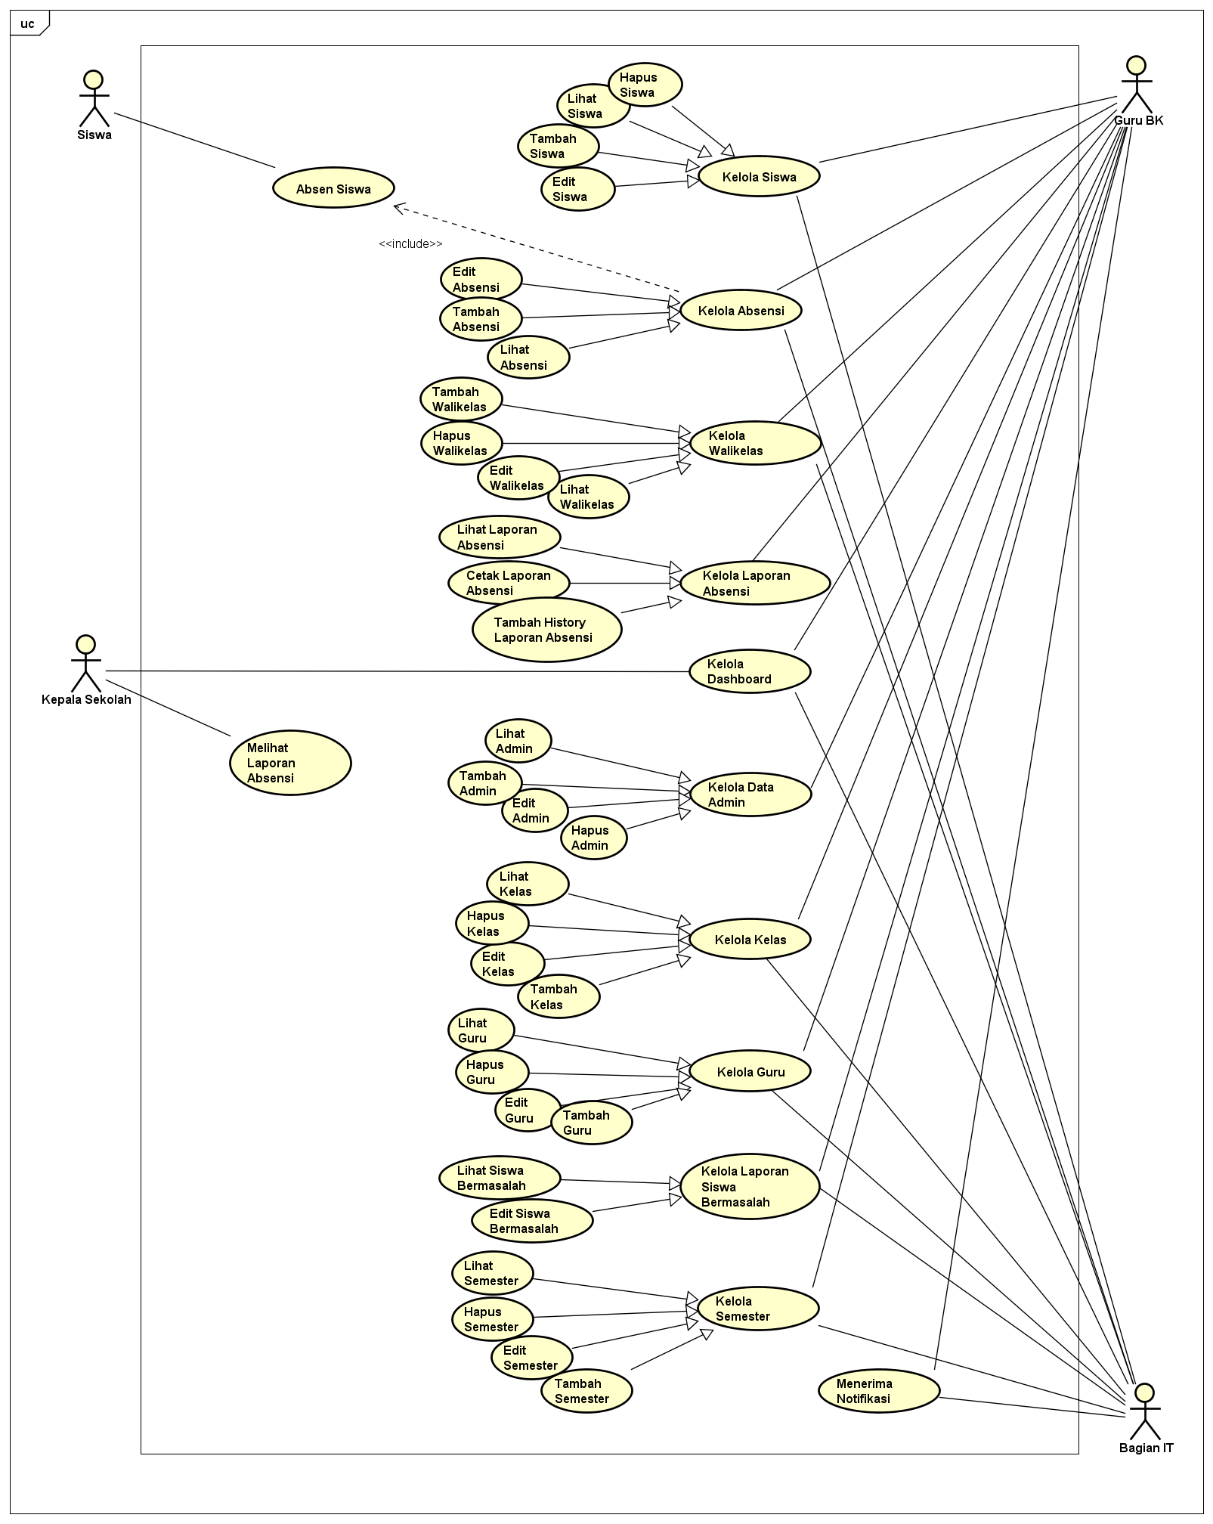 uc
Siswa
Guru BK
Hapus
Siswa
Lihat
Siswa
Tambah
Siswa
Edit
Siswa
Kelola Siswa
Absen Siswa
<<include>>
Edit
Absensi
Tambah
Absensi
Lihat
Absensi
Kelola Absensi
Tambah
Walikelas
Hapus
Walikelas
Edit
Walikelas
Lihat
Walikelas
Kelola
Walikelas
Lihat Laporan
Absensi
Cetak Laporan
Absensi
Tambah History
Laporan Absensi
Kelola Laporan
Absensi
Kepala Sekolah
Kelola
Dashboard
Melihat
Laporan
Absensi
Lihat
Admin
Tambah
Admin
Edit
Admin
Hapus
Admin
Kelola Data
Admin
Lihat
Kelas
Hapus
Kelas
Edit
Kelas
Tambah
Kelas
Kelola Kelas
Lihat
Guru
Hapus
Guru
Edit
Guru
Tambah
Guru
Kelola Guru
Lihat Siswa
Bermasalah
Edit Siswa
Bermasalah
Kelola Laporan
Siswa
Bermasalah
Lihat
Semester
Hapus
Semester
Edit
Semester
Tambah
Semester
Kelola
Semester
Menerima
Notifikasi
Bagian IT